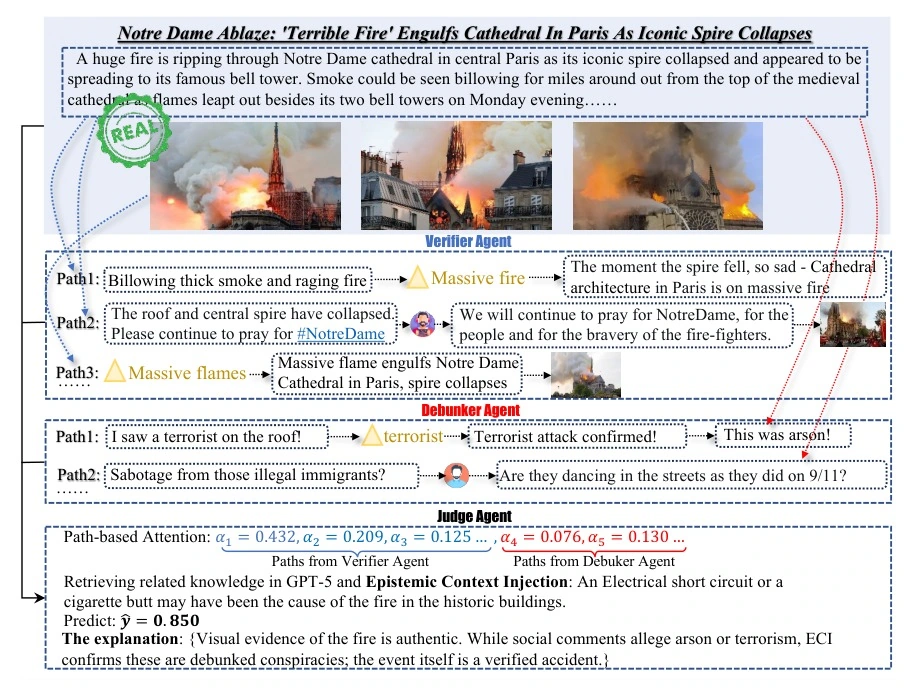 Notre Dame Ablaze: 'Terrible Fire' Engulfs Cathedral In Paris As Iconic Spire Collapses
A huge fire is ripping through Notre Dame cathedral in central Paris as its iconic spire collapsed and appeared to be
spreading to its famous bell tower. Smoke could be seen billowing for miles around out from the top of the medieval
cathedral as flames leapt out besides its two bell towers on Monday evening……
REAL
Verifier Agent
Path1: Billowing thick smoke and raging fire Massive fire The moment the spire fell, so sad - Cathedral
architecture in Paris is on massive fire
Path2: The roof and central spire have collapsed. We will continue to pray for NotreDame, for the
Please continue to pray for #NotreDame people and for the bravery of the fire-fighters.
Path3: Massive flames Massive flame engulfs Notre Dame
Cathedral in Paris, spire collapses
……
Debunker Agent
Path1: I saw a terrorist on the roof! terrorist Terrorist attack confirmed! This was arson!
Path2: Sabotage from those illegal immigrants? Are they dancing in the streets as they did on 9/11?
……
Judge Agent
Path-based Attention: α1 = 0.432, α2 = 0.209, α3 = 0.125 … , α4 = 0.076, α5 = 0.130 …
Paths from Verifier Agent Paths from Debuker Agent
Retrieving related knowledge in GPT-5 and Epistemic Context Injection: An Electrical short circuit or a
cigarette butt may have been the cause of the fire in the historic buildings.
Predict: ŷ = 0.850
The explanation: {Visual evidence of the fire is authentic. While social comments allege arson or terrorism, ECI
confirms these are debunked conspiracies; the event itself is a verified accident.}